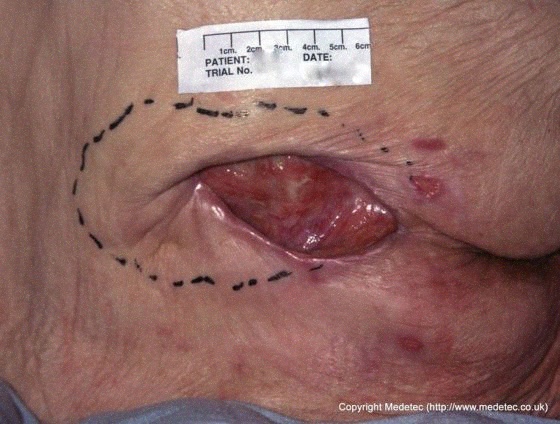 1cm. 2cm. 3cm. 4cm. 5cm. 6cm
PATIENT: DATE:
TRIAL No.
Copyright Medetec (http://www.medetec.co.uk)